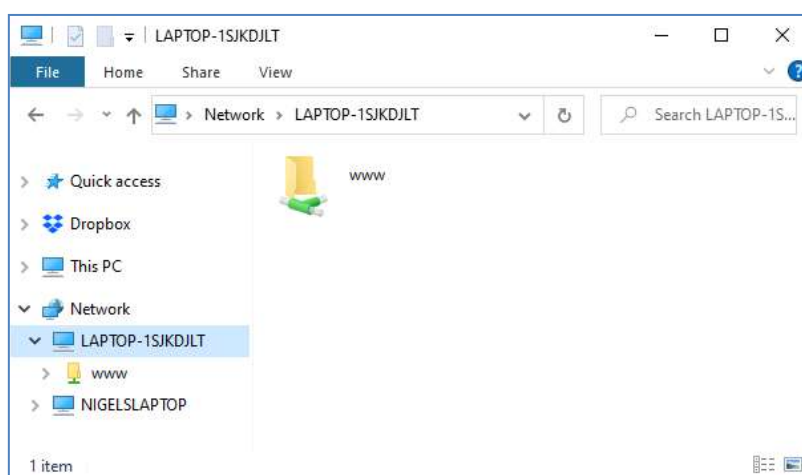 LAPTOP-1SJKDJLT
File Home Share View ?
Network > LAPTOP-1SJKDJLT Search LAPTOP-1S...
Quick access
Dropbox
This PC
Network
LAPTOP-1SJKDJLT
www
NIGELSLAPTOP
www
1 item